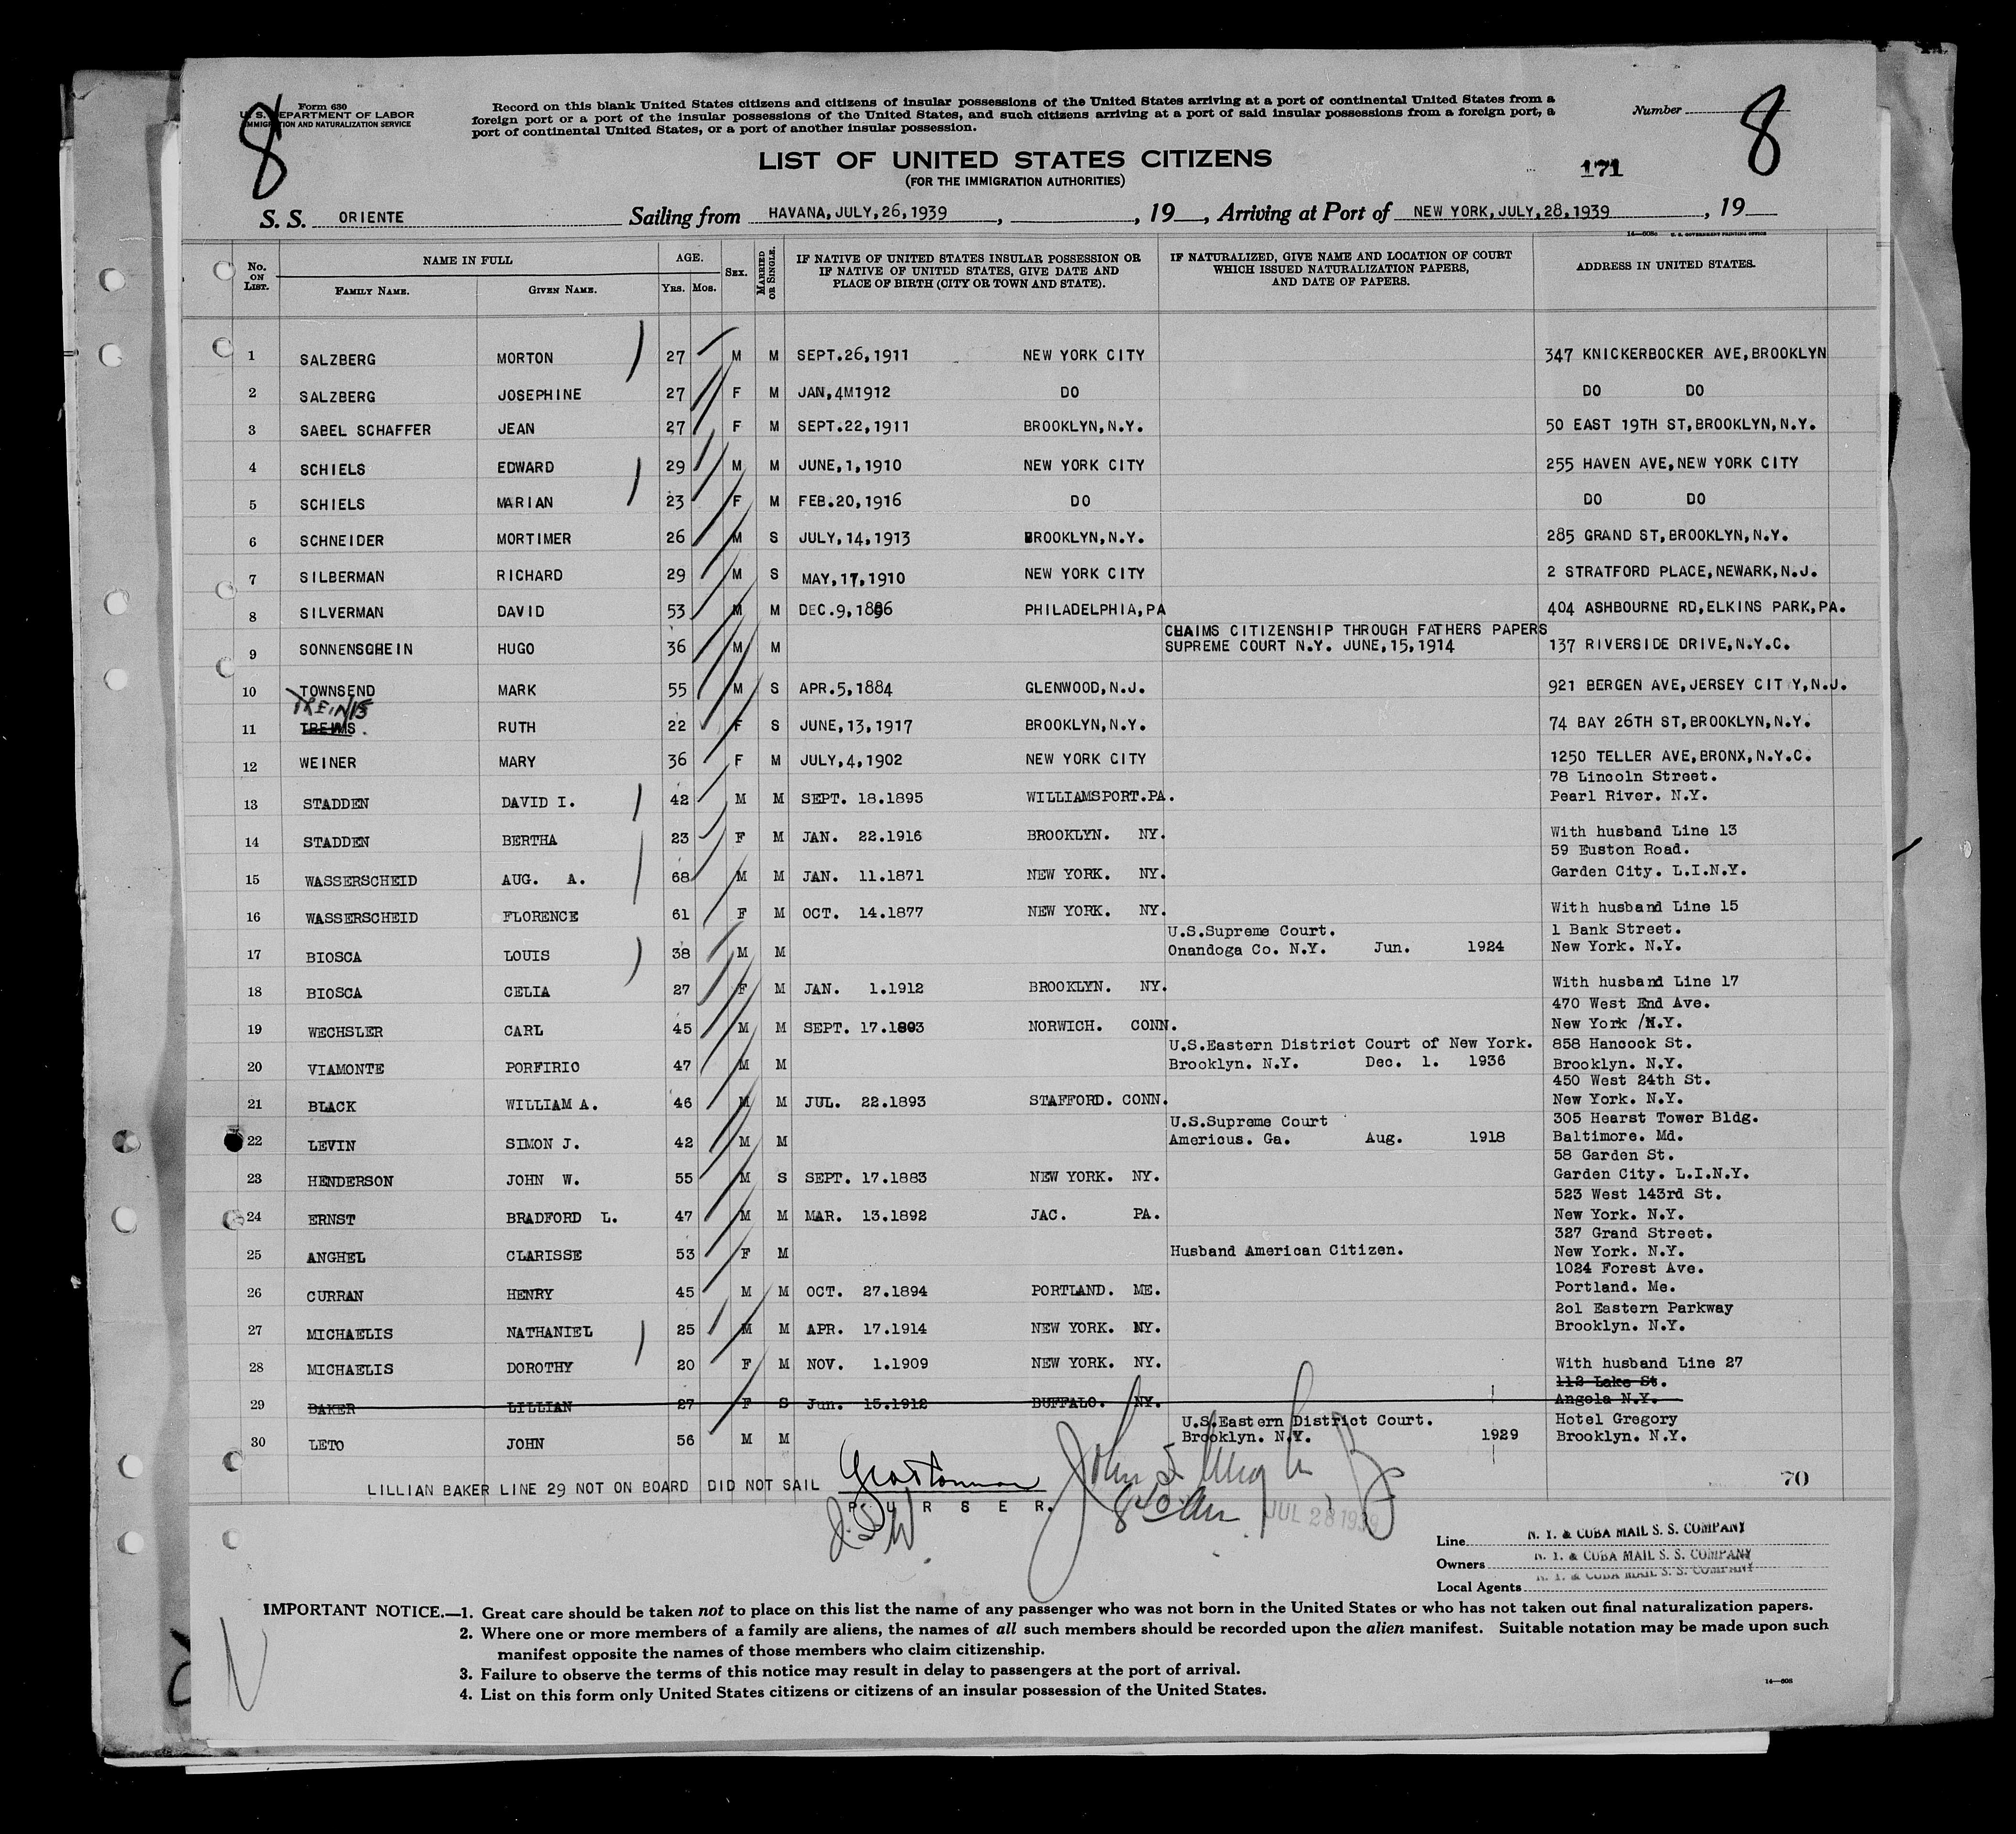 8
Form 630
U. S. DEPARTMENT OF LABOR
IMMIGRATION AND NATURALIZATION SERVICE
Record on this blank United States citizens and citizens of insular possessions of the United States arriving at a port of continental United States from a
foreign port or a port of the insular possessions of the United States, and such citizens arriving at a port of said insular possessions from a foreign port, a
port of continental United States, or a port of another insular possession.
Number 8
LIST OF UNITED STATES CITIZENS
(FOR THE IMMIGRATION AUTHORITIES)
171
S. S. ORIENTE Sailing from HAVANA,JULY,26,1939 , , 19 , Arriving at Port of NEW YORK,JULY,28,1939 , 19
14—608c U. S. GOVERNMENT PRINTING OFFICE
No. ON LIST. NAME IN FULL FAMILY NAME. GIVEN NAME. AGE. YRS. MOS. SEX. MARRIED OR SINGLE. IF NATIVE OF UNITED STATES INSULAR POSSESSION OR IF NATIVE OF UNITED STATES, GIVE DATE AND PLACE OF BIRTH (CITY OR TOWN AND STATE). IF NATURALIZED, GIVE NAME AND LOCATION OF COURT WHICH ISSUED NATURALIZATION PAPERS, AND DATE OF PAPERS. ADDRESS IN UNITED STATES.
1 SALZBERG MORTON 27 M M SEPT.26,1911 NEW YORK CITY 347 KNICKERBOCKER AVE,BROOKLYN
2 SALZBERG JOSEPHINE 27 F M JAN,4M1912 DO DO DO
3 SABEL SCHAFFER JEAN 27 F M SEPT.22,1911 BROOKLYN,N.Y. 50 EAST 19TH ST,BROOKLYN,N.Y.
4 SCHIELS EDWARD 29 M M JUNE,1,1910 NEW YORK CITY 255 HAVEN AVE,NEW YORK CITY
5 SCHIELS MARIAN 23 F M FEB.20,1916 DO DO DO
6 SCHNEIDER MORTIMER 26 M S JULY,14,1913 BROOKLYN,N.Y. 285 GRAND ST,BROOKLYN,N.Y.
7 SILBERMAN RICHARD 29 M S MAY,17,1910 NEW YORK CITY 2 STRATFORD PLACE,NEWARK,N.J.
8 SILVERMAN DAVID 53 M M DEC.9,1886 PHILADELPHIA,PA 404 ASHBOURNE RD,ELKINS PARK,PA.
CLAIMS CITIZENSHIP THROUGH FATHERS PAPERS
9 SONNENSCHEIN HUGO 36 M M SUPREME COURT N.Y. JUNE,15,1914 137 RIVERSIDE DRIVE,N.Y.C.
10 TOWNSEND MARK 55 M S APR.5,1884 GLENWOOD,N.J. 921 BERGEN AVE,JERSEY CITY,N.J.
11 TREIMS. RUTH 22 F S JUNE,13,1917 BROOKLYN,N.Y. 74 BAY 26TH ST,BROOKLYN,N.Y.
12 WEINER MARY 36 F M JULY,4,1902 NEW YORK CITY 1250 TELLER AVE,BRONX,N.Y.C.
78 Lincoln Street.
13 STADDEN DAVID I. 42 M M SEPT. 18.1895 WILLIAMSPORT.PA. Pearl River. N.Y.
14 STADDEN BERTHA 23 F M JAN. 22.1916 BROOKLYN. NY. With husband Line 13
59 Euston Road.
15 WASSERSCHEID AUG. A. 68 M M JAN. 11.1871 NEW YORK. NY. Garden City. L.I.N.Y.
16 WASSERSCHEID FLORENCE 61 F M OCT. 14.1877 NEW YORK. NY. With husband Line 15
U.S.Supreme Court. 1 Bank Street.
17 BIOSCA LOUIS 38 M M Onandoga Co. N.Y. Jun. 1924 New York. N.Y.
18 BIOSCA CELIA 27 F M JAN. 1.1912 BROOKLYN. NY. With husband Line 17
470 West End Ave.
19 WECHSLER CARL 45 M M SEPT. 17.1893 NORWICH. CONN. New York /N.Y.
U.S.Eastern District Court of New York. 858 Hancock St.
20 VIAMONTE PORFIRIO 47 M M Brooklyn. N.Y. Dec. 1. 1936 Brooklyn. N.Y.
450 West 24th St.
21 BLACK WILLIAM A. 46 M M JUL. 22.1893 STAFFORD. CONN. New York. N.Y.
U.S.Supreme Court 305 Hearst Tower Bldg.
22 LEVIN SIMON J. 42 M M Americus. Ga. Aug. 1918 Baltimore. Md.
58 Garden St.
23 HENDERSON JOHN W. 55 M S SEPT. 17.1883 NEW YORK. NY. Garden City. L.I.N.Y.
523 West 143rd St.
24 ERNST BRADFORD L. 47 M M MAR. 13.1892 JAC. PA. New York. N.Y.
327 Grand Street.
25 ANGHEL CLARISSE 53 F M Husband American Citizen. New York. N.Y.
1024 Forest Ave.
26 CURRAN HENRY 45 M M OCT. 27.1894 PORTLAND. ME. Portland. Me.
2o1 Eastern Parkway
27 MICHAELIS NATHANIEL 25 M M APR. 17.1914 NEW YORK. NY. Brooklyn. N.Y.
28 MICHAELIS DOROTHY 20 F M NOV. 1.1909 NEW YORK. NY. With husband Line 27
112 Lake St.
29 BAKER LILLIAN 27 F S Jun. 15.1912 BUFFALO. NY. Angola N.Y.
U.S.Eastern District Court. Hotel Gregory
30 LETO JOHN 56 M M Brooklyn. N.Y. 1929 Brooklyn. N.Y.
70
LILLIAN BAKER LINE 29 NOT ON BOARD DID NOT SAIL
P U R S E R.
JUL 28 1939
Line N. Y. & CUBA MAIL S. S. COMPANY
Owners N. Y. & CUBA MAIL S. S. COMPANY
Local Agents N. Y. & CUBA MAIL S. S. COMPANY
IMPORTANT NOTICE.—1. Great care should be taken not to place on this list the name of any passenger who was not born in the United States or who has not taken out final naturalization papers.
2. Where one or more members of a family are aliens, the names of all such members should be recorded upon the alien manifest. Suitable notation may be made upon such
manifest opposite the names of those members who claim citizenship.
3. Failure to observe the terms of this notice may result in delay to passengers at the port of arrival.
4. List on this form only United States citizens or citizens of an insular possession of the United States.
14—608